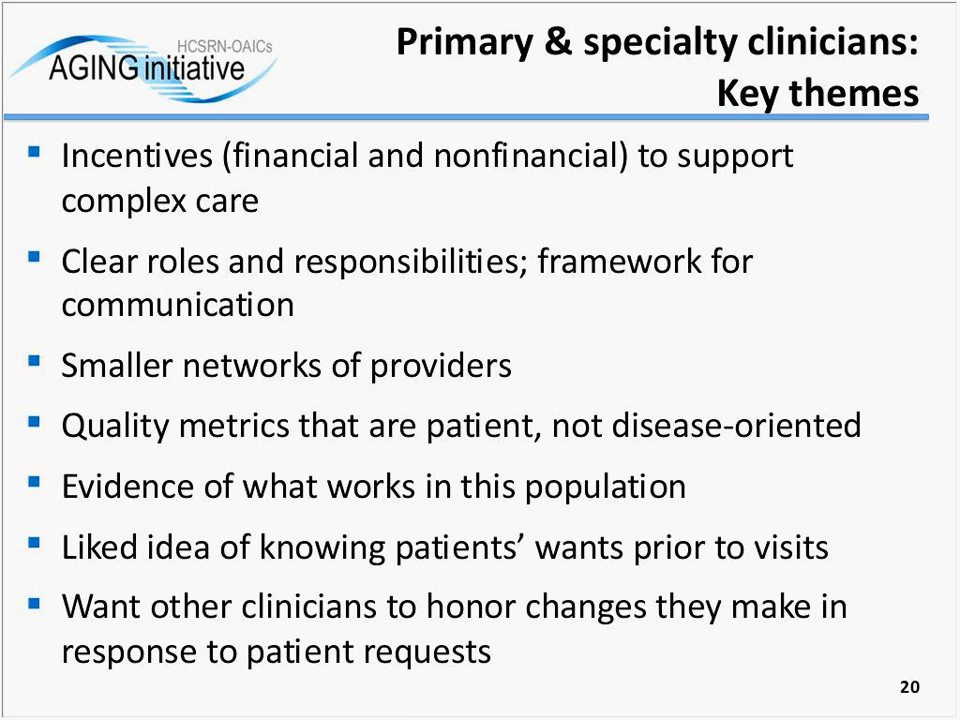 HCSRN-OAICs
AGING initiative
Primary & specialty clinicians:
Key themes
▪ Incentives (financial and nonfinancial) to support
complex care
▪ Clear roles and responsibilities; framework for
communication
▪ Smaller networks of providers
▪ Quality metrics that are patient, not disease-oriented
▪ Evidence of what works in this population
▪ Liked idea of knowing patients’ wants prior to visits
▪ Want other clinicians to honor changes they make in
response to patient requests
20